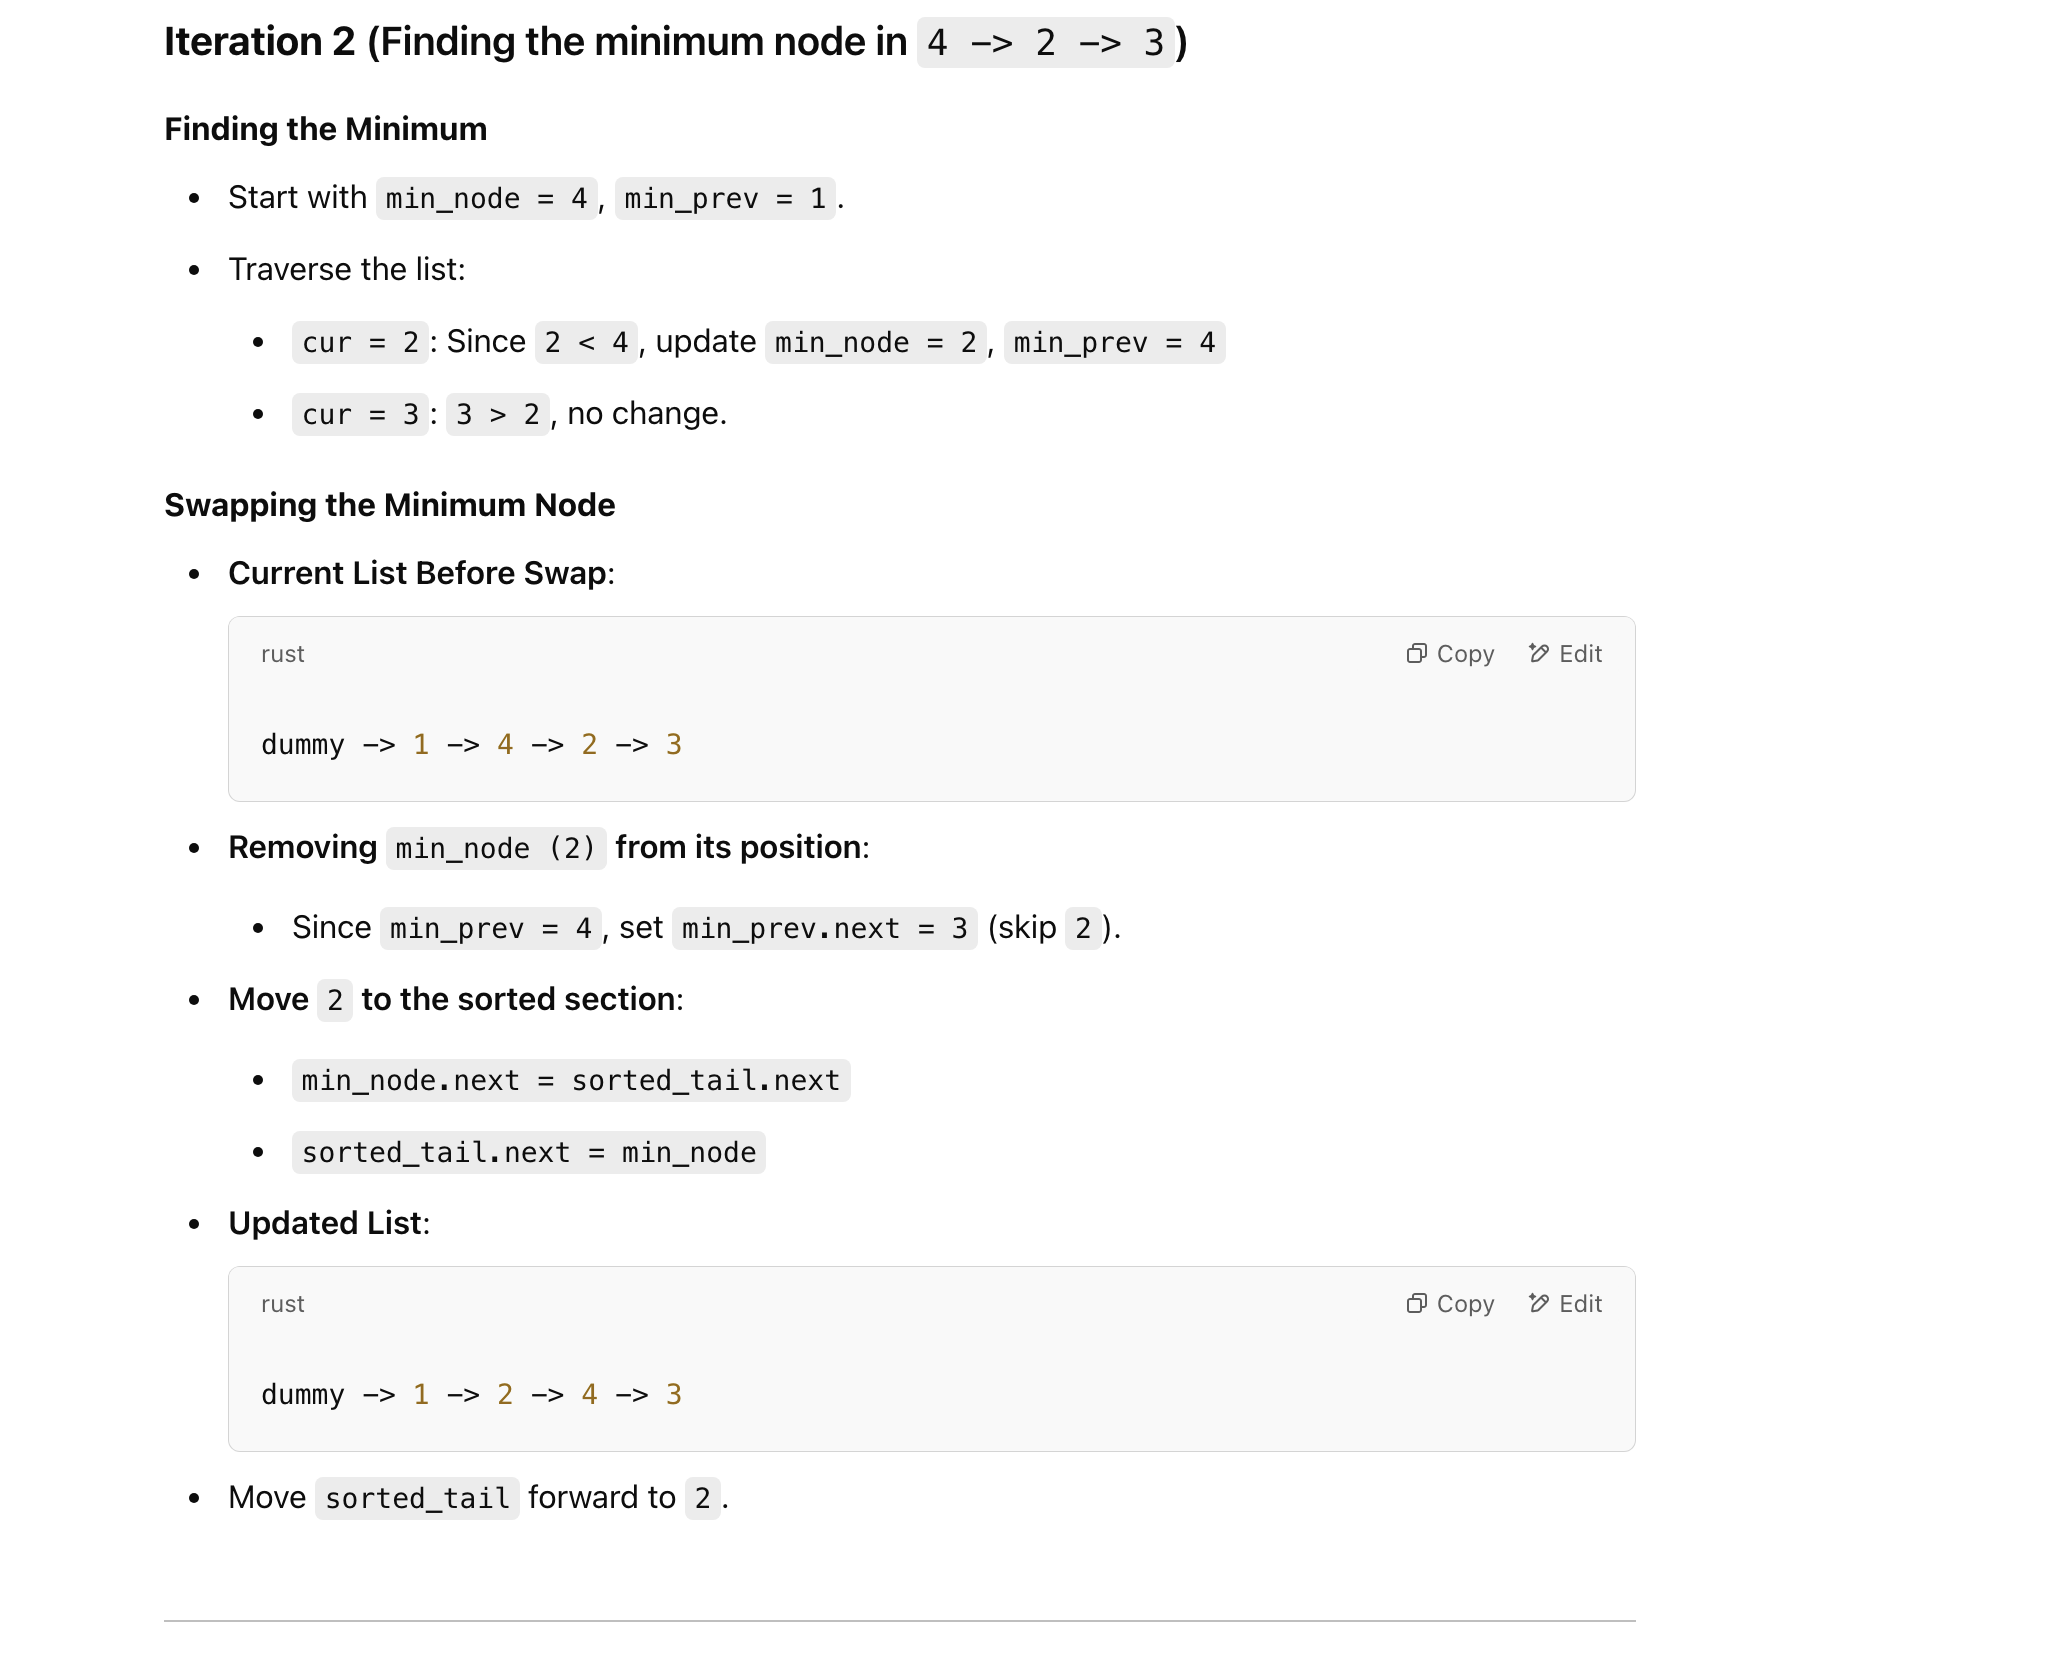 Iteration 2 (Finding the minimum node in 4 -> 2 -> 3)
Finding the Minimum
• Start with min_node = 4, min_prev = 1.
• Traverse the list:
• cur = 2: Since 2 < 4, update min_node = 2, min_prev = 4
• cur = 3: 3 > 2, no change.
Swapping the Minimum Node
• Current List Before Swap:
rust Copy Edit
dummy -> 1 -> 4 -> 2 -> 3
• Removing min_node (2) from its position:
• Since min_prev = 4, set min_prev.next = 3 (skip 2).
• Move 2 to the sorted section:
• min_node.next = sorted_tail.next
• sorted_tail.next = min_node
• Updated List:
rust Copy Edit
dummy -> 1 -> 2 -> 4 -> 3
• Move sorted_tail forward to 2.